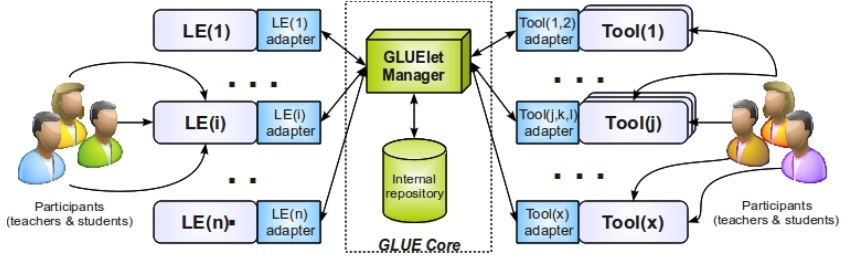 LE(1)
LE(1)
adapter
GLUElet
Manager
Tool(1,2)
adapter
Tool(1)
LE(i)
LE(i)
adapter
Tool(j,k,l)
adapter
Tool(j)
Internal
repository
Participants
(teachers & students)
LE(n)
LE(n)
adapter
GLUE Core
Tool(x)
adapter
Tool(x)
Participants
(teachers & students)